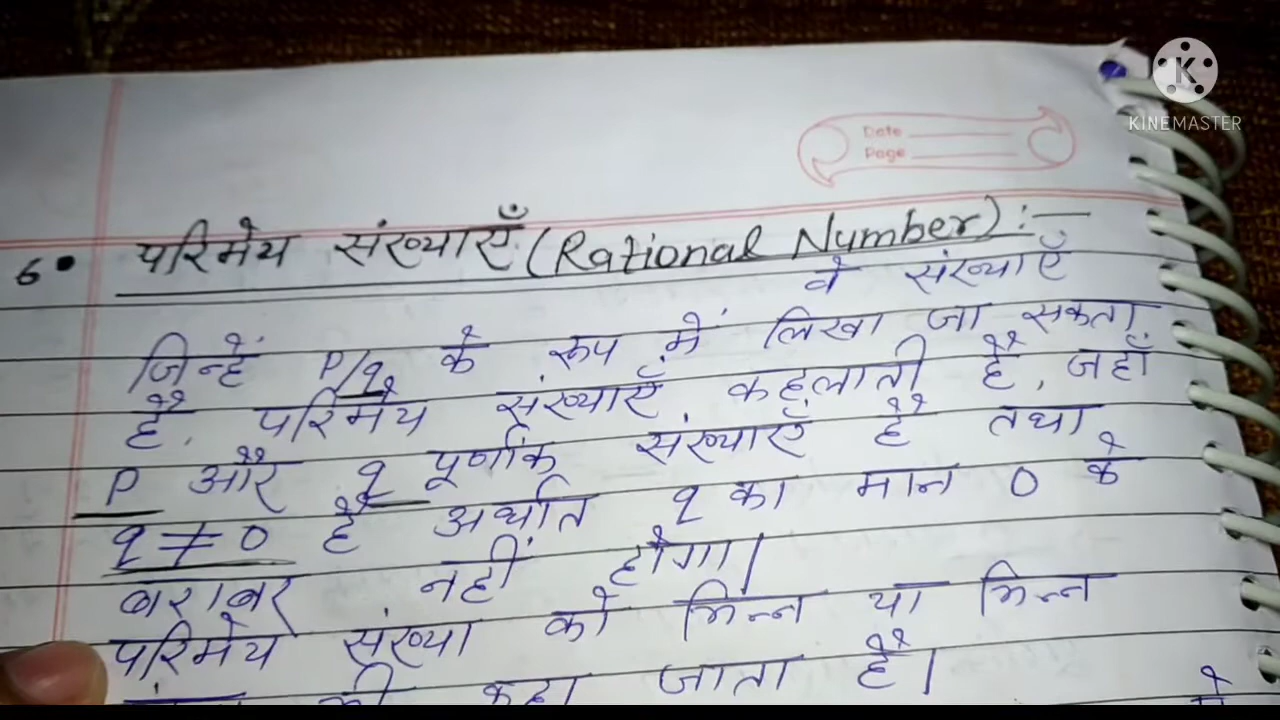 KINEMASTER
Date
Page
6. परिमेय संख्याएँ (Rational Number) :—
वे संख्याएँ
जिन्हें P/q के रूप में लिखा जा सकता
है, परिमेय संख्याएँ कहलाती है, जहाँ
P और q पूर्णांक संख्याएँ है तथा
q ≠ 0 है अर्थात q का मान 0 के
बराबर नहीं होगा।
परिमेय संख्या को भिन्न या भिन्न
कहा जाता है।